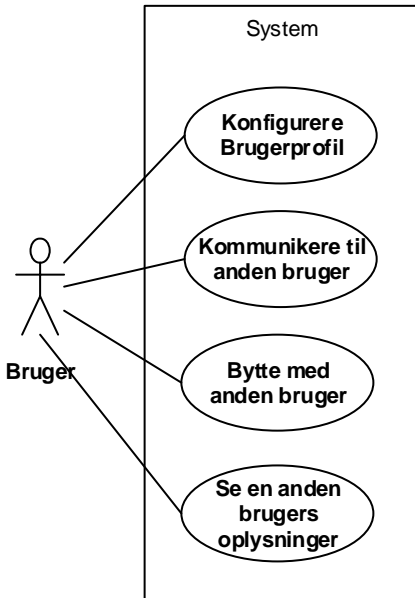 System
Konfigurere
Brugerprofil
Kommunikere til
anden bruger
Bruger
Bytte med
anden bruger
Se en anden
brugers
oplysninger